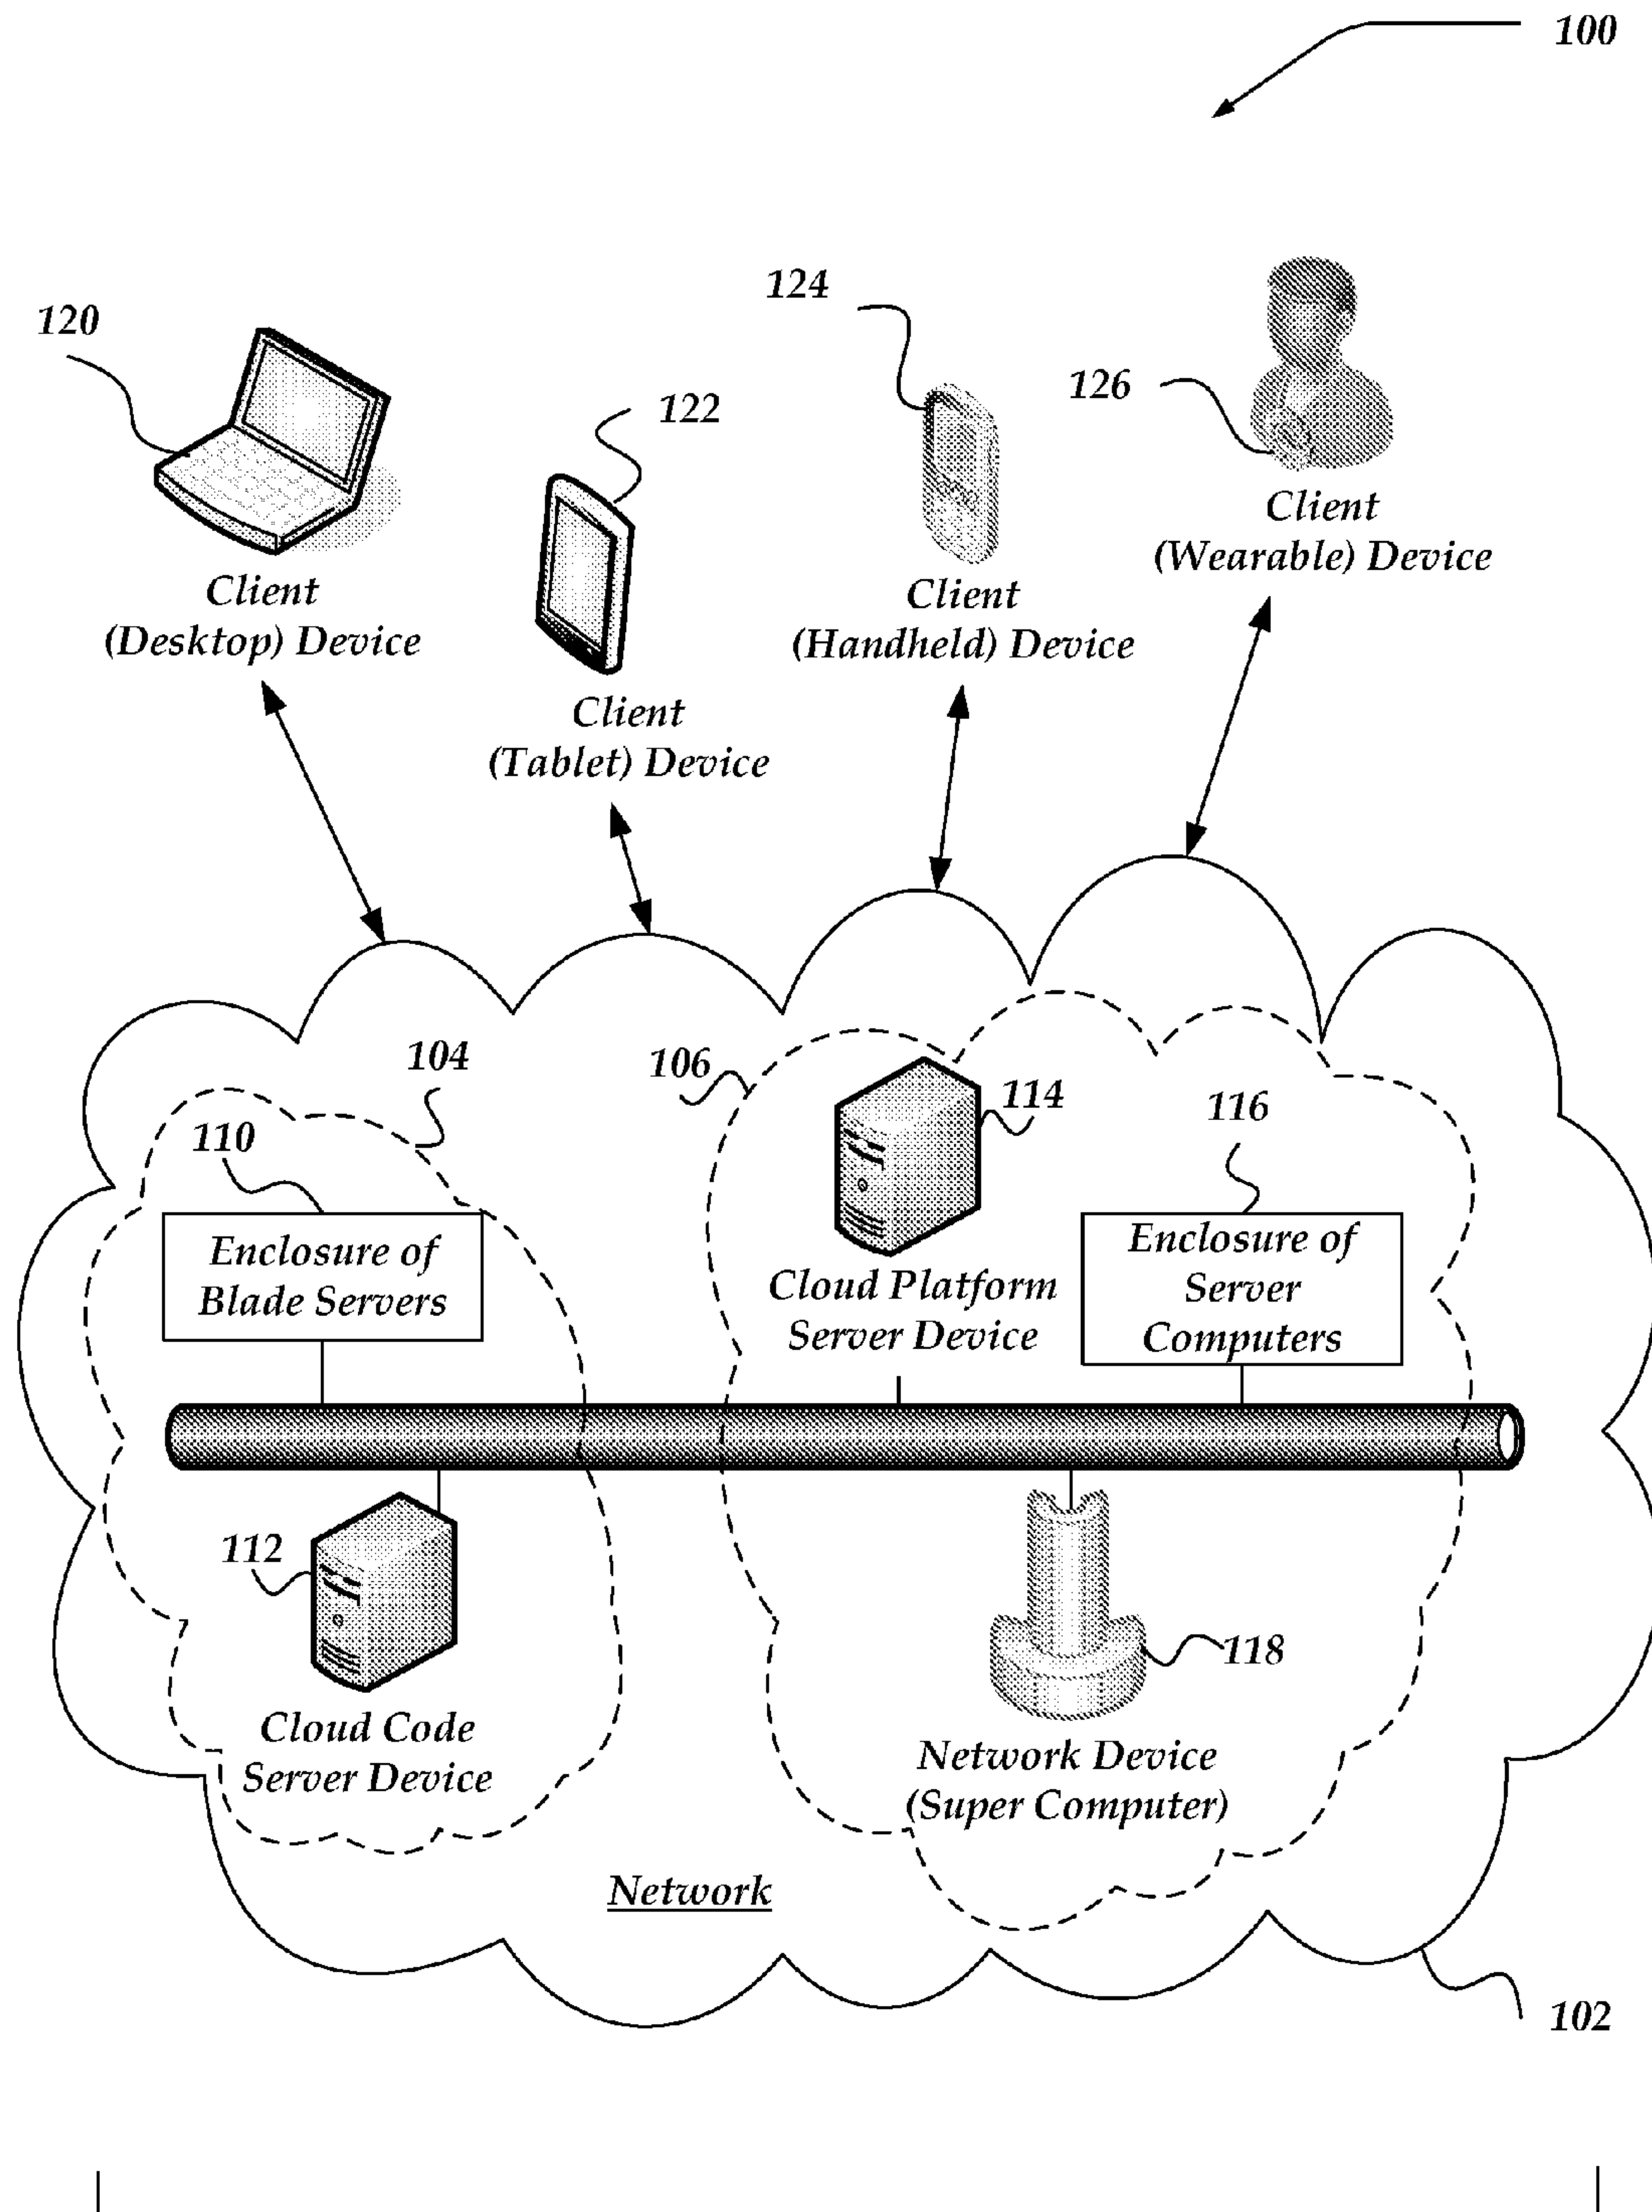 100
124
120
126
122
Client
(Desktop) Device
Client
(Tablet) Device
Client
(Handheld) Device
Client
(Wearable) Device
104
106
114
116
110
Enclosure of
Blade Servers
Cloud Platform
Server Device
Enclosure of
Server
Computers
112
118
Cloud Code
Server Device
Network Device
(Super Computer)
Network
102